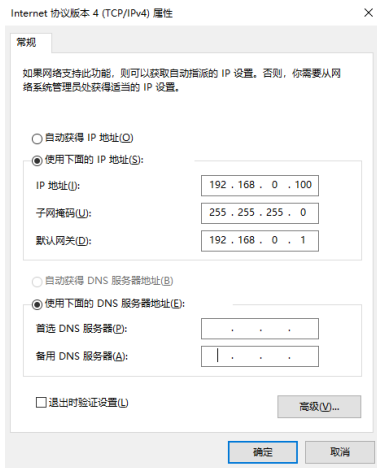 Internet 协议版本 4 (TCP/IPv4) 属性
常规
如果网络支持此功能，则可以获取自动指派的 IP 设置。否则，你需要从网
络系统管理员处获得适当的 IP 设置。
自动获得 IP 地址(O)
使用下面的 IP 地址(S):
IP 地址(I): 192 . 168 . 0 . 100
子网掩码(U): 255 . 255 . 255 . 0
默认网关(D): 192 . 168 . 0 . 1
自动获得 DNS 服务器地址(B)
使用下面的 DNS 服务器地址(E):
首选 DNS 服务器(P): . . .
备用 DNS 服务器(A): . . .
退出时验证设置(L)
高级(V)...
确定 取消